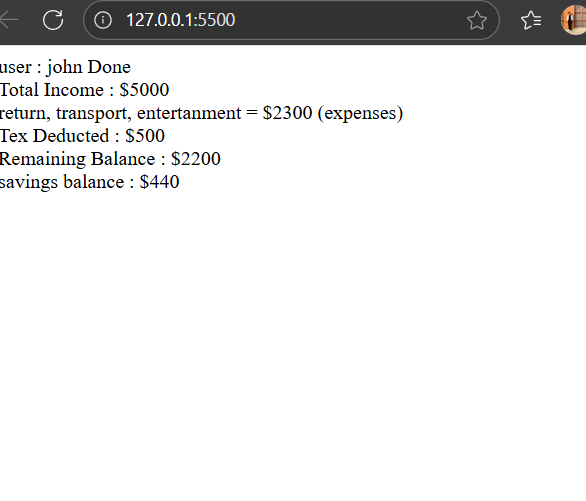 127.0.0.1:5500
user : john Done
Total Income : $5000
return, transport, entertanment = $2300 (expenses)
Tex Deducted : $500
Remaining Balance : $2200
savings balance : $440